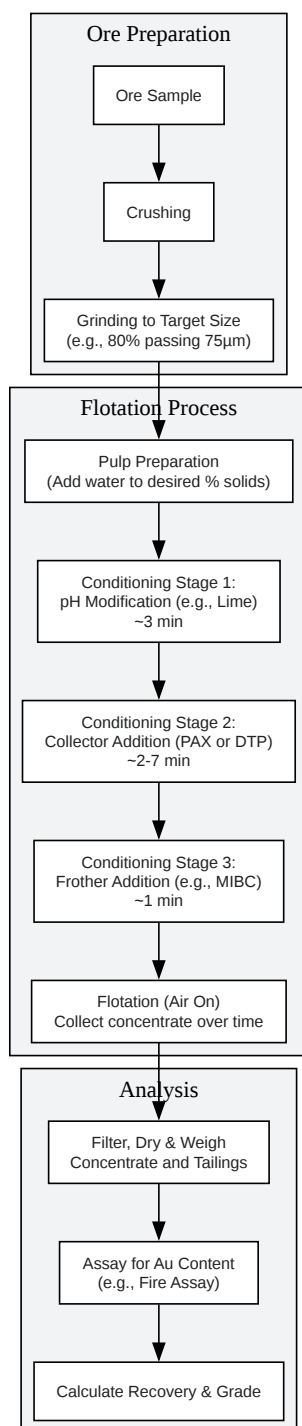 Ore Preparation
Ore Sample
Crushing
Grinding to Target Size
(e.g., 80% passing 75µm)
Flotation Process
Pulp Preparation
(Add water to desired % solids)
Conditioning Stage 1:
pH Modification (e.g., Lime)
~3 min
Conditioning Stage 2:
Collector Addition (PAX or DTP)
~2-7 min
Conditioning Stage 3:
Frother Addition (e.g., MIBC)
~1 min
Flotation (Air On)
Collect concentrate over time
Analysis
Filter, Dry & Weigh
Concentrate and Tailings
Assay for Au Content
(e.g., Fire Assay)
Calculate Recovery & Grade